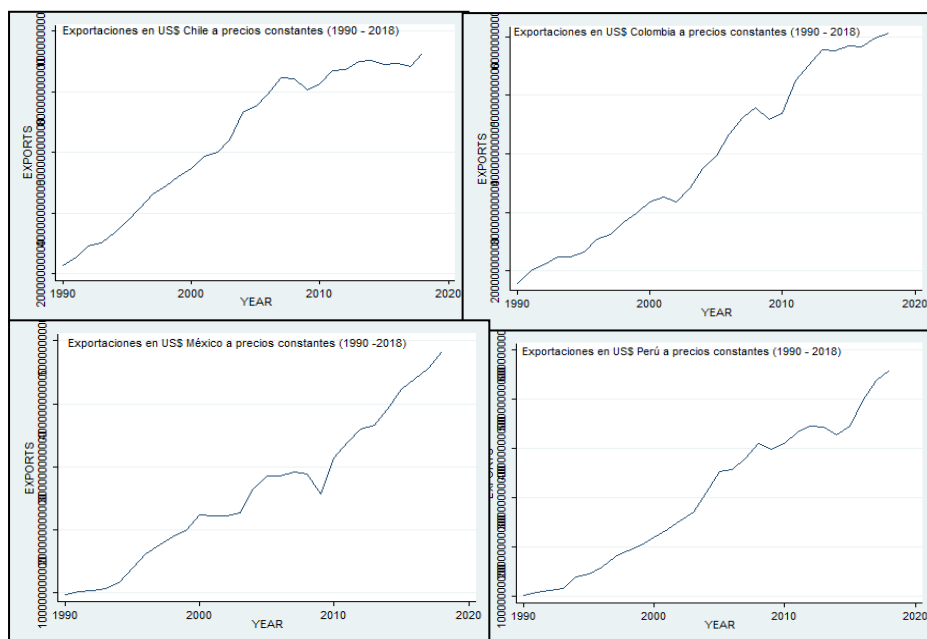 Exportaciones en US$ Chile a precios constantes (1990 - 2018)
EXPORTS
1990 2000 2010 2020
YEAR
Exportaciones en US$ Colombia a precios constantes (1990 - 2018)
EXPORTS
1990 2000 2010 2020
YEAR
Exportaciones en US$ México a precios constantes (1990 -2018)
EXPORTS
1990 2000 2010 2020
YEAR
Exportaciones en US$ Perú a precios constantes (1990 - 2018)
EXPORTS
1990 2000 2010 2020
YEAR